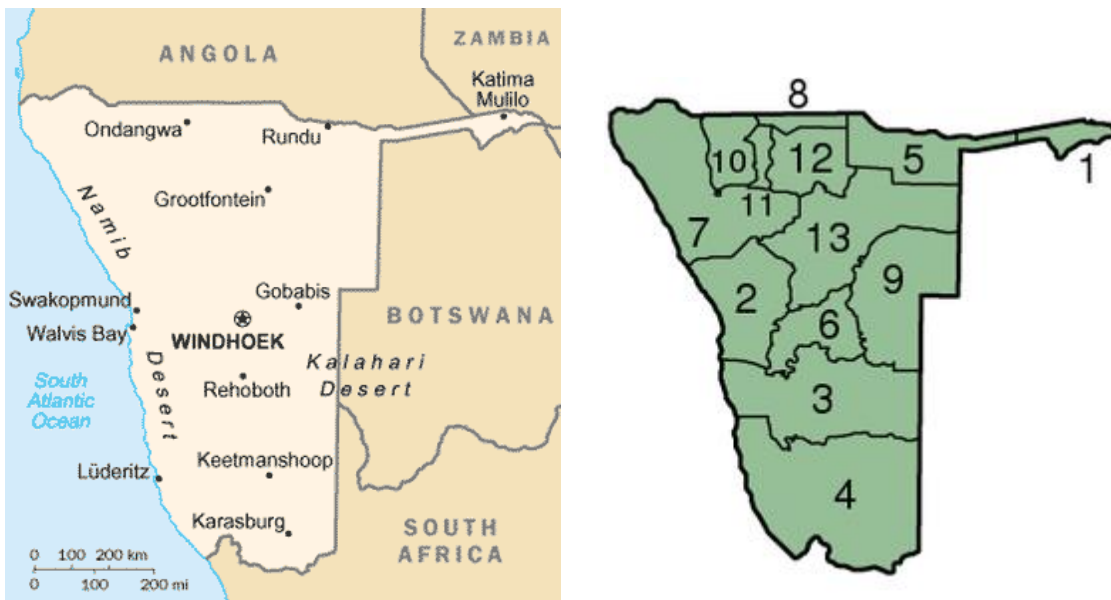 ANGOLA
ZAMBIA
Katima
Mulilo
Ondangwa
Rundu
Grootfontein
Namib
Desert
Swakopmund
Walvis Bay
Gobabis
WINDHOEK
BOTSWANA
Kalahari
Desert
Rehoboth
South
Atlantic
Ocean
Lüderitz
Keetmanshoop
Karasburg
SOUTH
AFRICA
0 100 200 km
0 100 200 mi
8
10
12
5
1
11
7
13
9
2
6
3
4